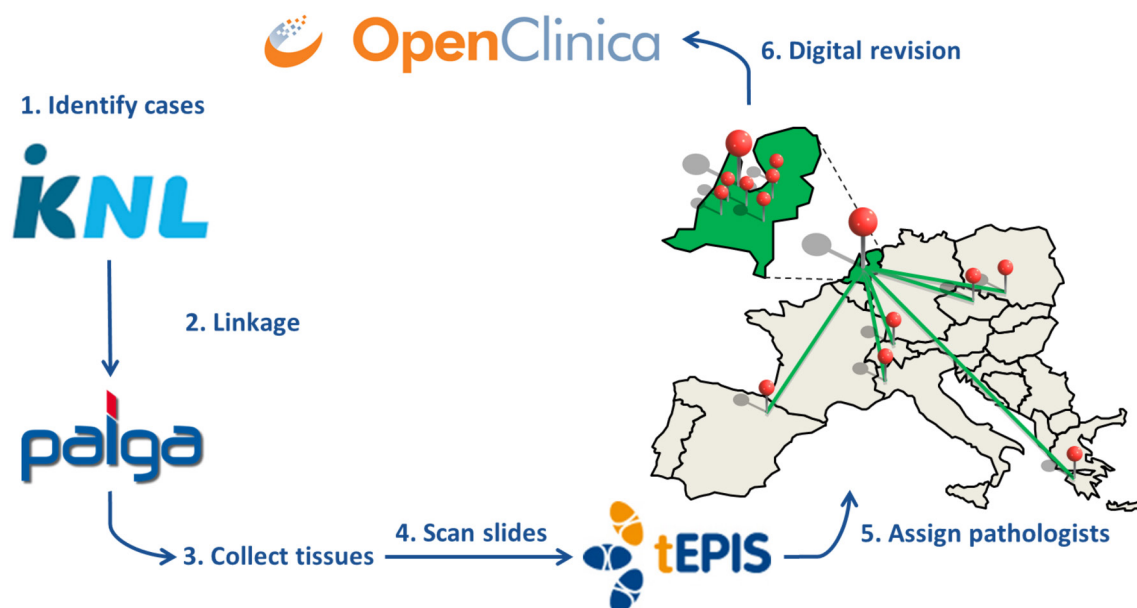 OpenClinica
6. Digital revision
1. Identify cases
iKNL
2. Linkage
palga
3. Collect tissues
4. Scan slides
tEPIS
5. Assign pathologists